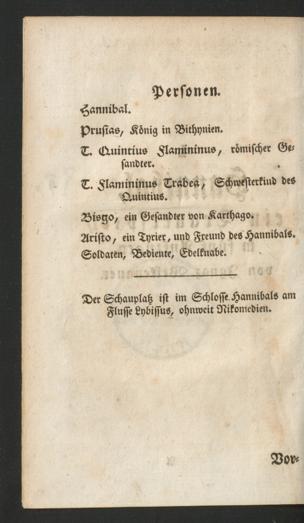 Personen.
Hannibal.
Prusias, König in Bithynien.
T. Quintius Flamininus, römischer Ge-
sandter.
T. Flamininus Trabea, Schwesterkind des
Quintius.
Bisgo, ein Gesandter von Karthago.
Aristo, ein Tyrier, und Freund des Hannibals.
Soldaten, Bediente, Edelknabe.
Der Schauplatz ist im Schlosse Hannibals am
Flusse Lybissus, ohnweit Nikomedien.
Vor-